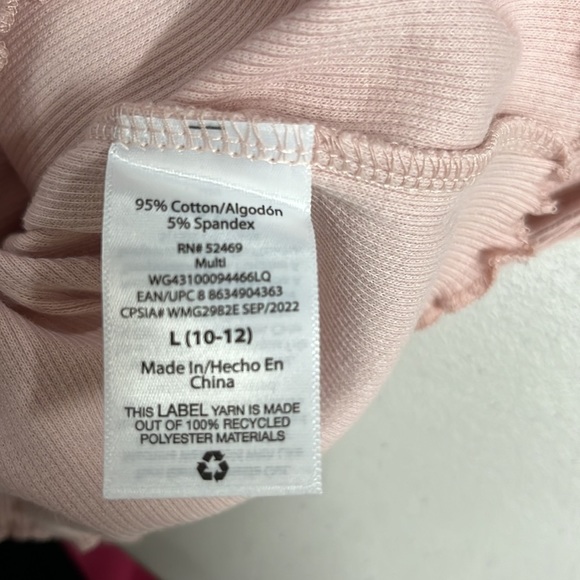 95% Cotton/Algodón
5% Spandex
RN# 52469
Multi
WG43100094466LQ
EAN/UPC 8 8634904363
CPSIA# WMG29B2E SEP/2022
L (10-12)
Made In/Hecho En
China
THIS LABEL YARN IS MADE
OUT OF 100% RECYCLED
POLYESTER MATERIALS